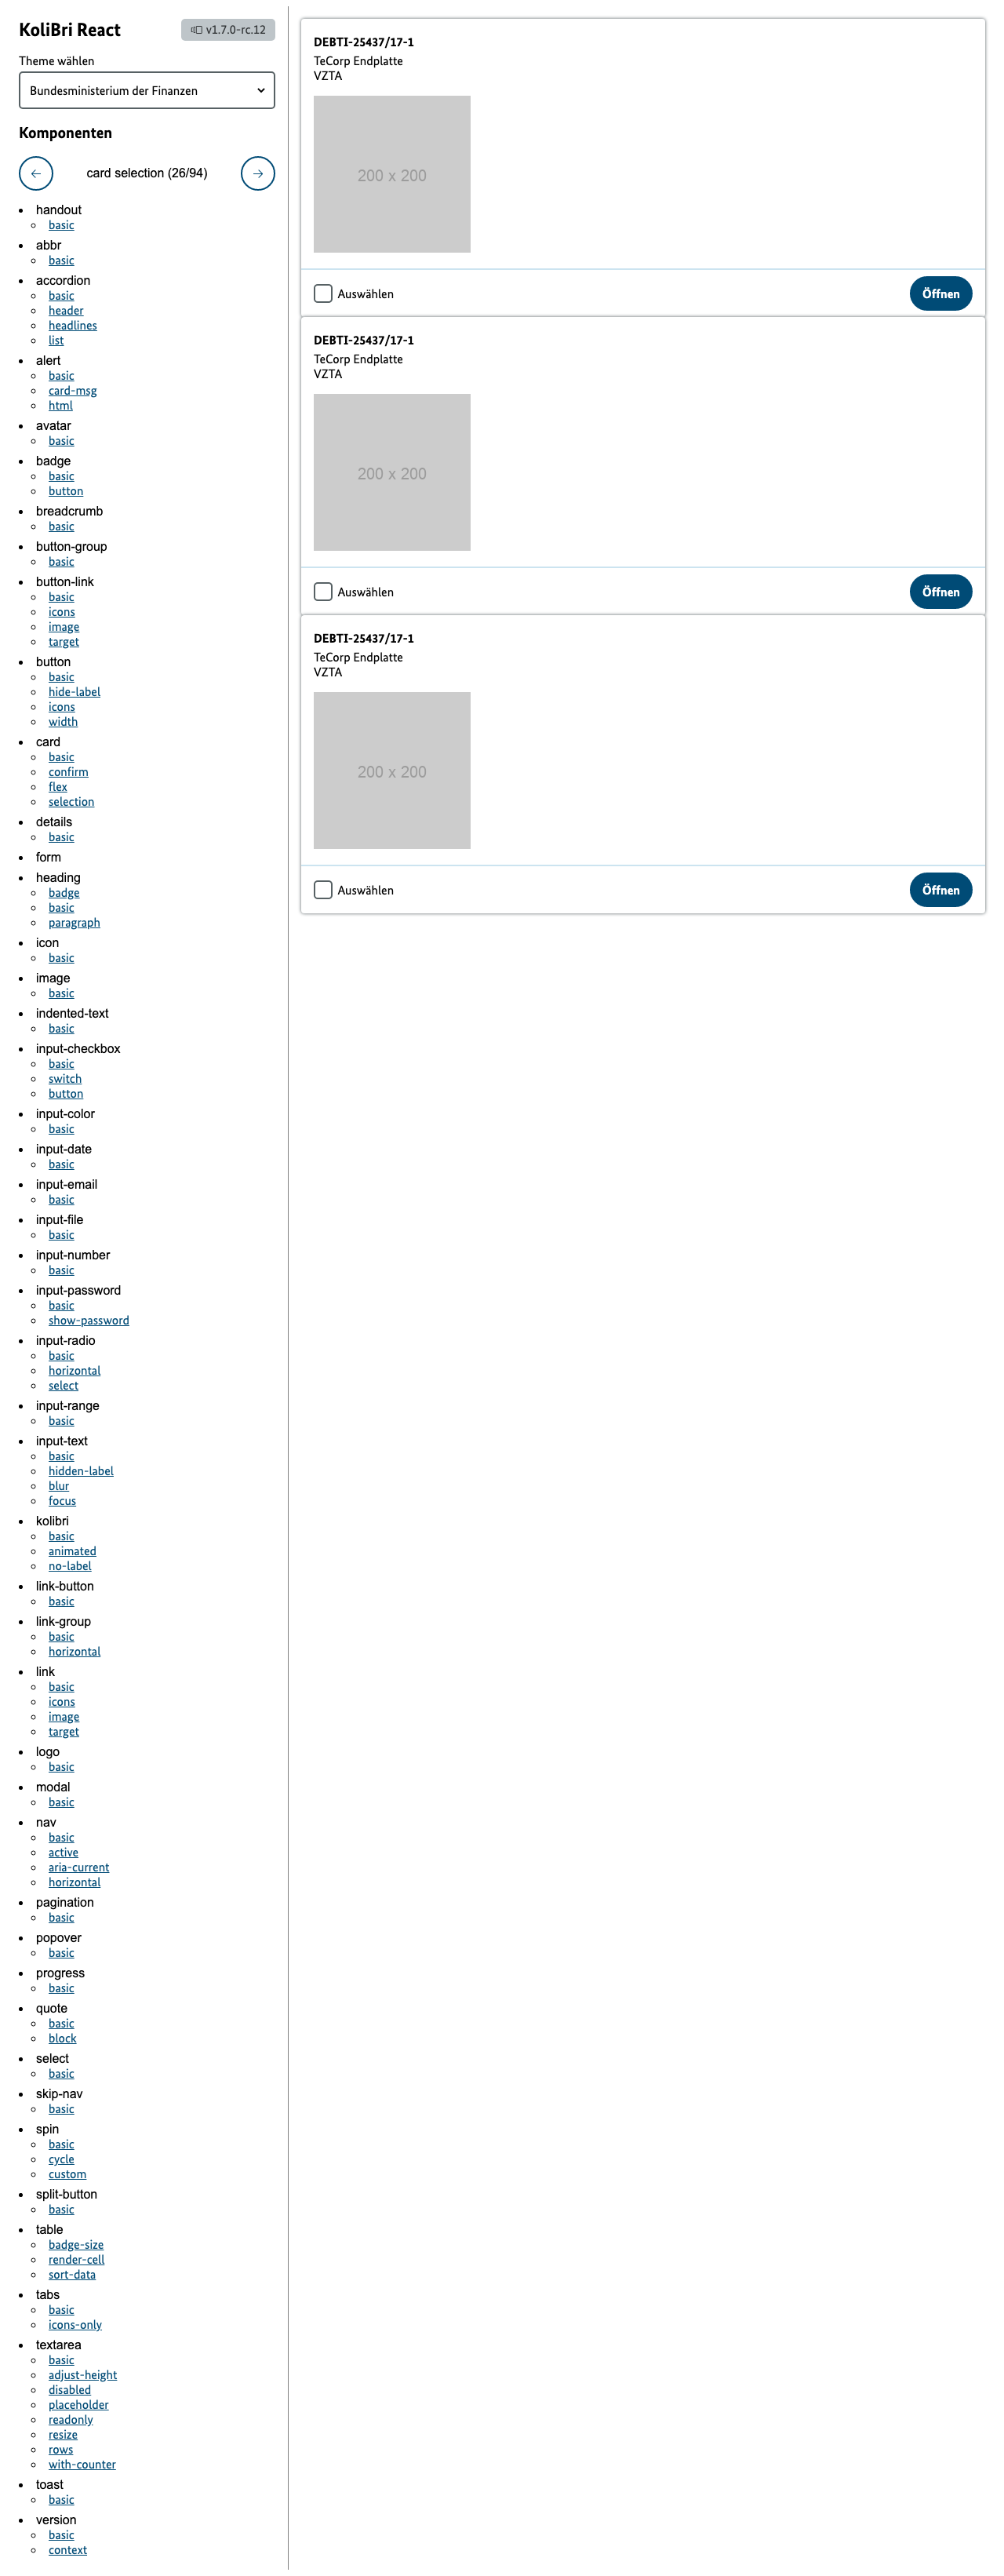 KoliBri React
v1.7.0-rc.12
Theme wählen
Bundesministerium der Finanzen
Komponenten
card selection (26/94)
handout
basic
abbr
basic
accordion
basic
header
headlines
list
alert
basic
card-msg
html
avatar
basic
badge
basic
button
breadcrumb
basic
button-group
basic
button-link
basic
icons
image
target
button
basic
hide-label
icons
width
card
basic
confirm
flex
selection
details
basic
form
heading
badge
basic
paragraph
icon
basic
image
basic
indented-text
basic
input-checkbox
basic
switch
button
input-color
basic
input-date
basic
input-email
basic
input-file
basic
input-number
basic
input-password
basic
show-password
input-radio
basic
horizontal
select
input-range
basic
input-text
basic
hidden-label
blur
focus
kolibri
basic
animated
no-label
link-button
basic
link-group
basic
horizontal
link
basic
icons
image
target
logo
basic
modal
basic
nav
basic
active
aria-current
horizontal
pagination
basic
popover
basic
progress
basic
quote
basic
block
select
basic
skip-nav
basic
spin
basic
cycle
custom
split-button
basic
table
badge-size
render-cell
sort-data
tabs
basic
icons-only
textarea
basic
adjust-height
disabled
placeholder
readonly
resize
rows
with-counter
toast
basic
version
basic
context
DEBTI-25437/17-1
TeCorp Endplatte
VZTA
200 x 200
Auswählen
Öffnen
DEBTI-25437/17-1
TeCorp Endplatte
VZTA
200 x 200
Auswählen
Öffnen
DEBTI-25437/17-1
TeCorp Endplatte
VZTA
200 x 200
Auswählen
Öffnen